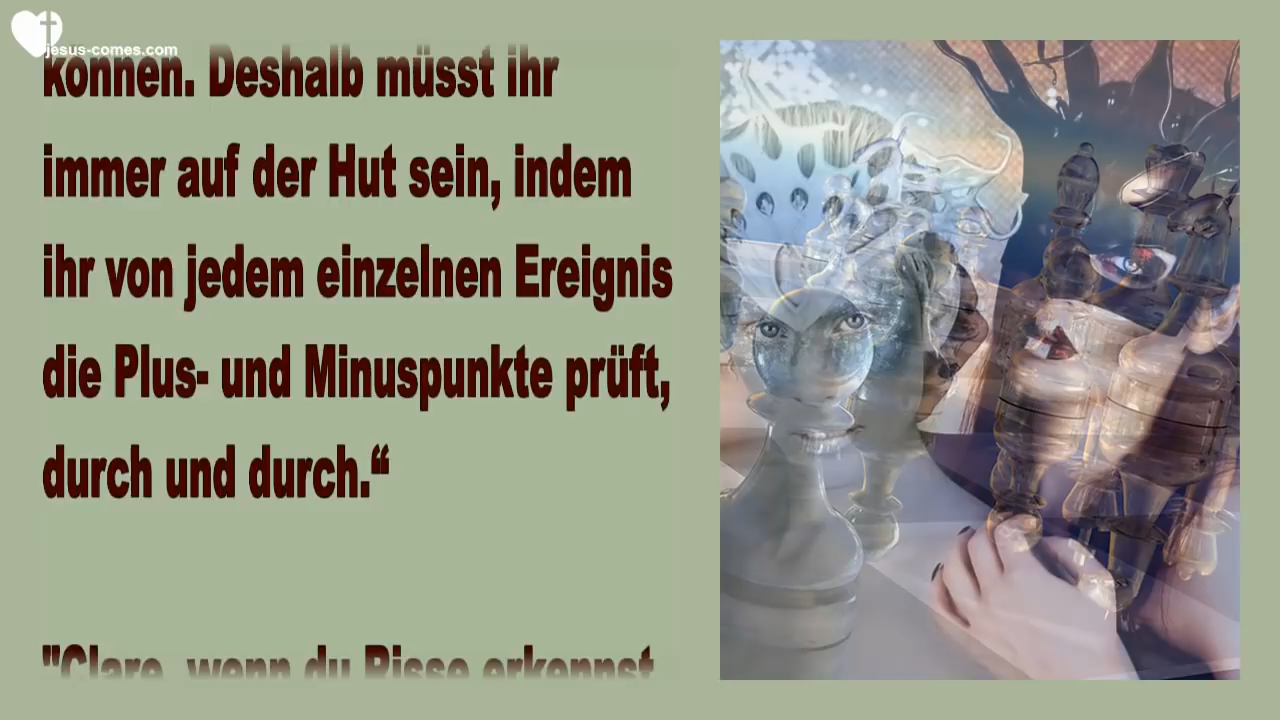 jesus-comes.com
können. Deshalb müsst ihr
immer auf der Hut sein, indem
ihr von jedem einzelnen Ereignis
die Plus- und Minuspunkte prüft,
durch und durch.“
"Clare, wenn du Risse erkennst